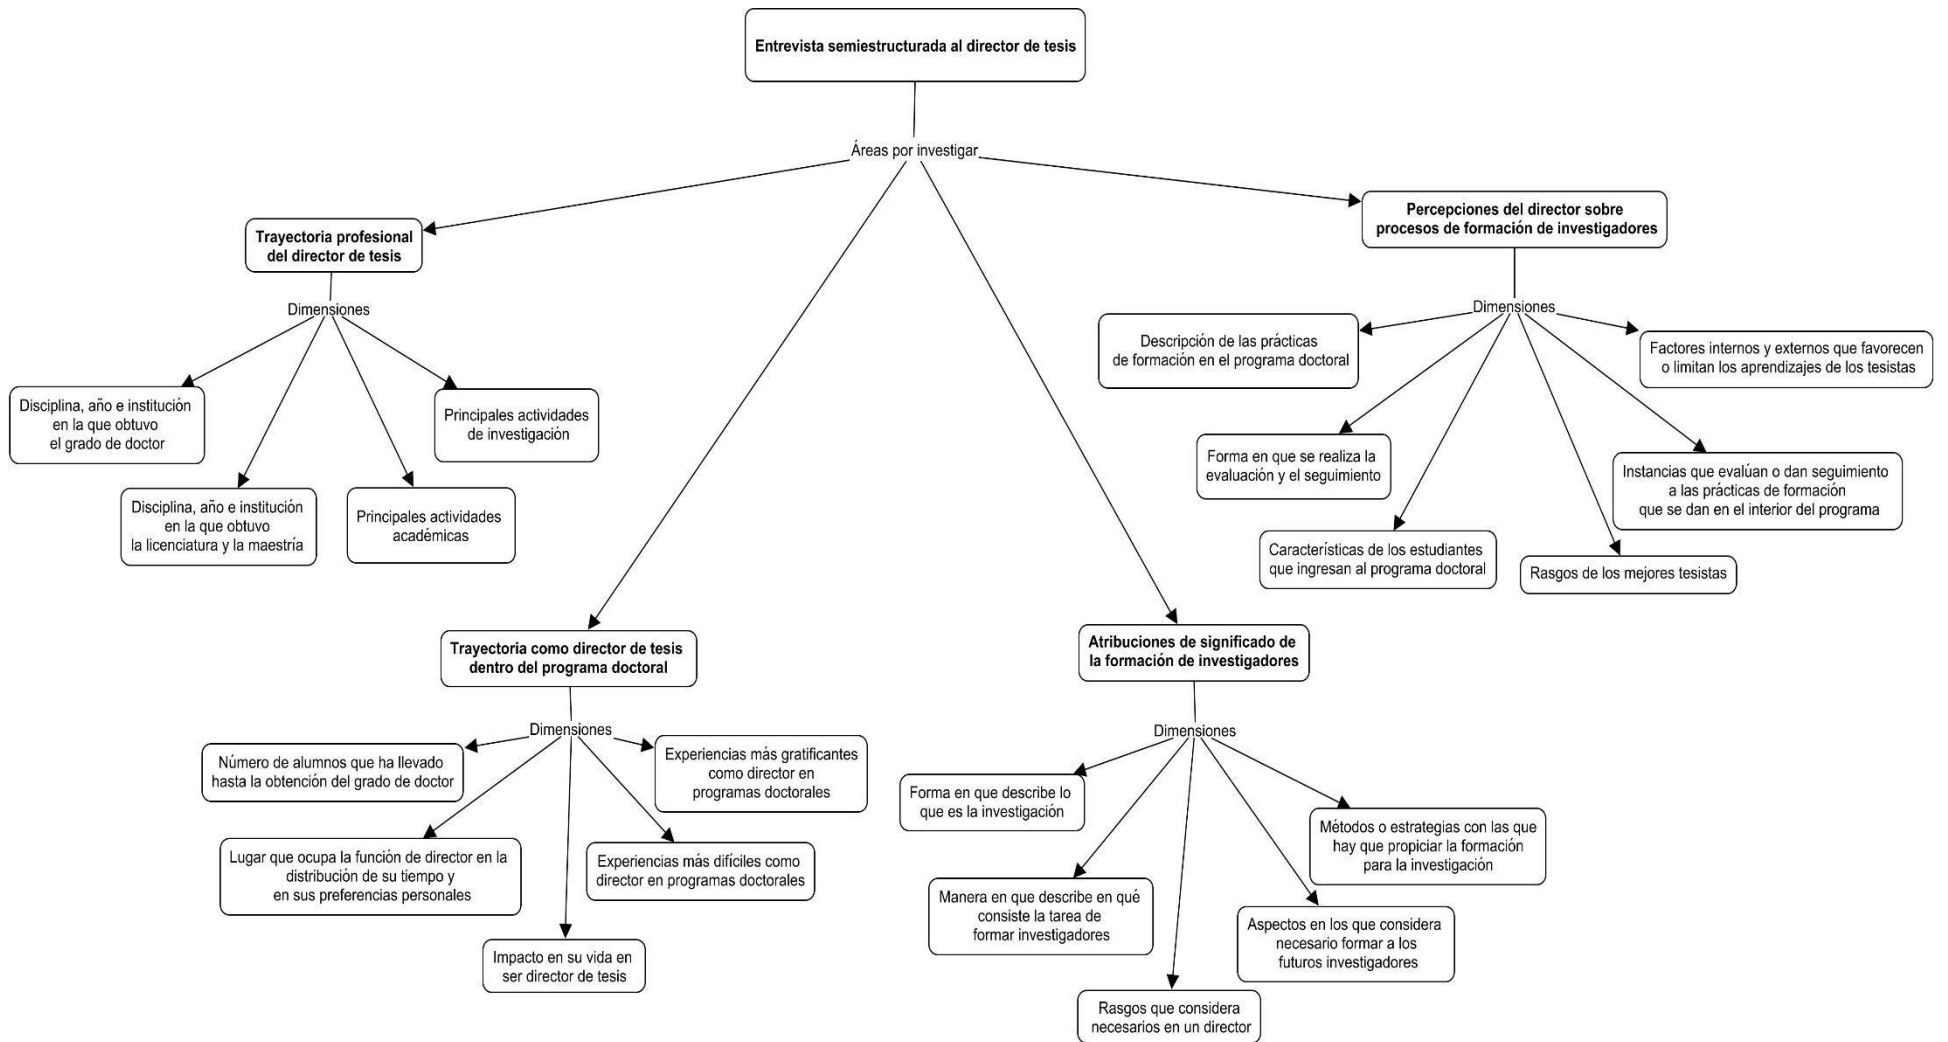 Entrevista semiestructurada al director de tesis
Áreas por investigar
Trayectoria profesional
del director de tesis
Dimensiones
Disciplina, año e institución
en la que obtuvo
el grado de doctor
Disciplina, año e institución
en la que obtuvo
la licenciatura y la maestría
Principales actividades
académicas
Principales actividades
de investigación
Trayectoria como director de tesis
dentro del programa doctoral
Dimensiones
Número de alumnos que ha llevado
hasta la obtención del grado de doctor
Lugar que ocupa la función de director en la
distribución de su tiempo y
en sus preferencias personales
Impacto en su vida en
ser director de tesis
Experiencias más difíciles como
director en programas doctorales
Experiencias más gratificantes
como director en
programas doctorales
Atribuciones de significado de
la formación de investigadores
Dimensiones
Forma en que describe lo
que es la investigación
Manera en que describe en qué
consiste la tarea de
formar investigadores
Rasgos que considera
necesarios en un director
Aspectos en los que considera
necesario formar a los
futuros investigadores
Métodos o estrategias con las que
hay que propiciar la formación
para la investigación
Percepciones del director sobre
procesos de formación de investigadores
Dimensiones
Descripción de las prácticas
de formación en el programa doctoral
Forma en que se realiza la
evaluación y el seguimiento
Características de los estudiantes
que ingresan al programa doctoral
Rasgos de los mejores tesistas
Instancias que evalúan o dan seguimiento
a las prácticas de formación
que se dan en el interior del programa
Factores internos y externos que favorecen
o limitan los aprendizajes de los tesistas